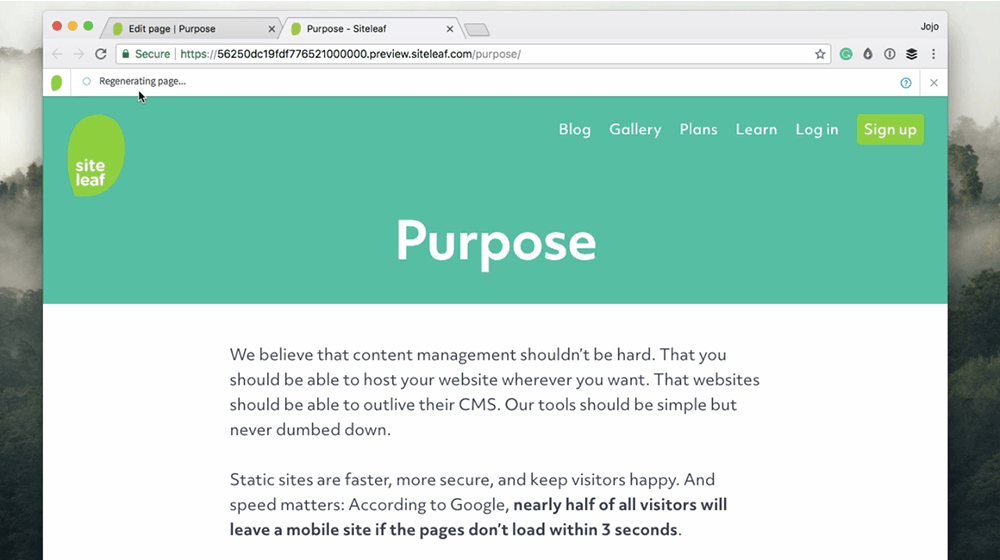 Edit page | Purpose
Purpose - Siteleaf
Jojo
Secure
https://56250dc19fdf776521000000.preview.siteleaf.com/purpose/
Regenerating page...
site
leaf
Blog Gallery Plans Learn Log in Sign up
Purpose
We believe that content management shouldn't be hard. That you
should be able to host your website wherever you want. That websites
should be able to outlive their CMS. Our tools should be simple but
never dumbed down.
Static sites are faster, more secure, and keep visitors happy. And
speed matters: According to Google, nearly half of all visitors will
leave a mobile site if the pages don't load within 3 seconds.